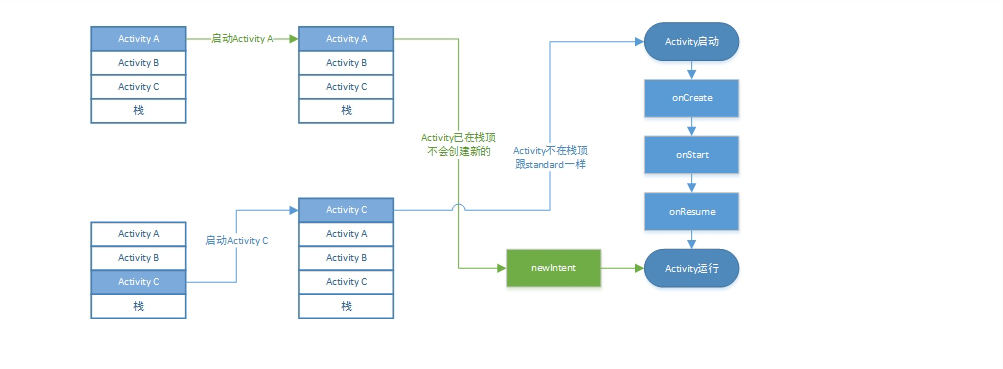 Activity A
Activity B
Activity C
栈
启动Activity A
Activity A
Activity B
Activity C
栈
Activity已在栈顶
不会创建新的
Activity不在栈顶
跟standard一样
Activity A
Activity B
Activity C
栈
启动Activity C
Activity C
Activity A
Activity B
Activity C
栈
newIntent
Activity启动
onCreate
onStart
onResume
Activity运行